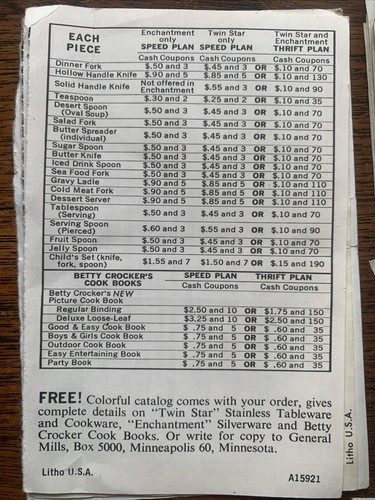 EACH PIECE Enchantment only SPEED PLAN Twin Star only SPEED PLAN Twin Star and Enchantment THRIFT PLAN
Cash Coupons Cash Coupons Cash Coupons
Dinner Fork $.50 and 3 $.45 and 3 OR $.10 and 70
Hollow Handle Knife $.90 and 5 $.85 and 5 OR $.10 and 130
Solid Handle Knife Not offered in Enchantment $.55 and 3 OR $.10 and 90
Teaspoon $.30 and 2 $.25 and 2 OR $.10 and 35
Desert Spoon
(Oval Soup) $.50 and 3 $.45 and 3 OR $.10 and 70
Salad Fork $.50 and 3 $.45 and 3 OR $.10 and 70
Butter Spreader
(individual) $.50 and 3 $.45 and 3 OR $.10 and 70
Sugar Spoon $.50 and 3 $.45 and 3 OR $.10 and 70
Butter Knife $.50 and 3 $.45 and 3 OR $.10 and 70
Iced Drink Spoon $.50 and 3 $.45 and 3 OR $.10 and 70
Sea Food Fork $.50 and 3 $.45 and 3 OR $.10 and 70
Gravy Ladle $.90 and 5 $.85 and 5 OR $.10 and 110
Cold Meat Fork $.90 and 5 $.85 and 5 OR $.10 and 110
Dessert Server $.90 and 5 $.85 and 5 OR $.10 and 110
Tablespoon
(Serving) $.50 and 3 $.45 and 3 OR $.10 and 70
Serving Spoon
(Pierced) $.60 and 3 $.55 and 3 OR $.10 and 90
Fruit Spoon $.50 and 3 $.45 and 3 OR $.10 and 70
Jelly Spoon $.50 and 3 $.45 and 3 OR $.10 and 70
Child's Set (knife,
fork, spoon) $1.55 and 7 $1.50 and 7 OR $.15 and 190
BETTY CROCKER'S COOK BOOKS SPEED PLAN THRIFT PLAN
Cash Coupons Cash Coupons
Betty Crocker's NEW
Picture Cook Book
Regular Binding $2.50 and 10 OR $1.75 and 150
Deluxe Loose-Leaf $3.25 and 10 OR $2.50 and 150
Good & Easy Cook Book $ .75 and 5 OR $ .60 and 35
Boys & Girls Cook Book $ .75 and 5 OR $ .60 and 35
Outdoor Cook Book $ .75 and 5 OR $ .60 and 35
Easy Entertaining Book $ .75 and 5 OR $ .60 and 35
Party Book $ .75 and 5 OR $ .60 and 35
FREE! Colorful catalog comes with your order, gives
complete details on "Twin Star" Stainless Tableware
and Cookware, "Enchantment" Silverware and Betty
Crocker Cook Books. Or write for copy to General
Mills, Box 5000, Minneapolis 60, Minnesota.
Litho U.S.A. A15921
Litho U.S.A.